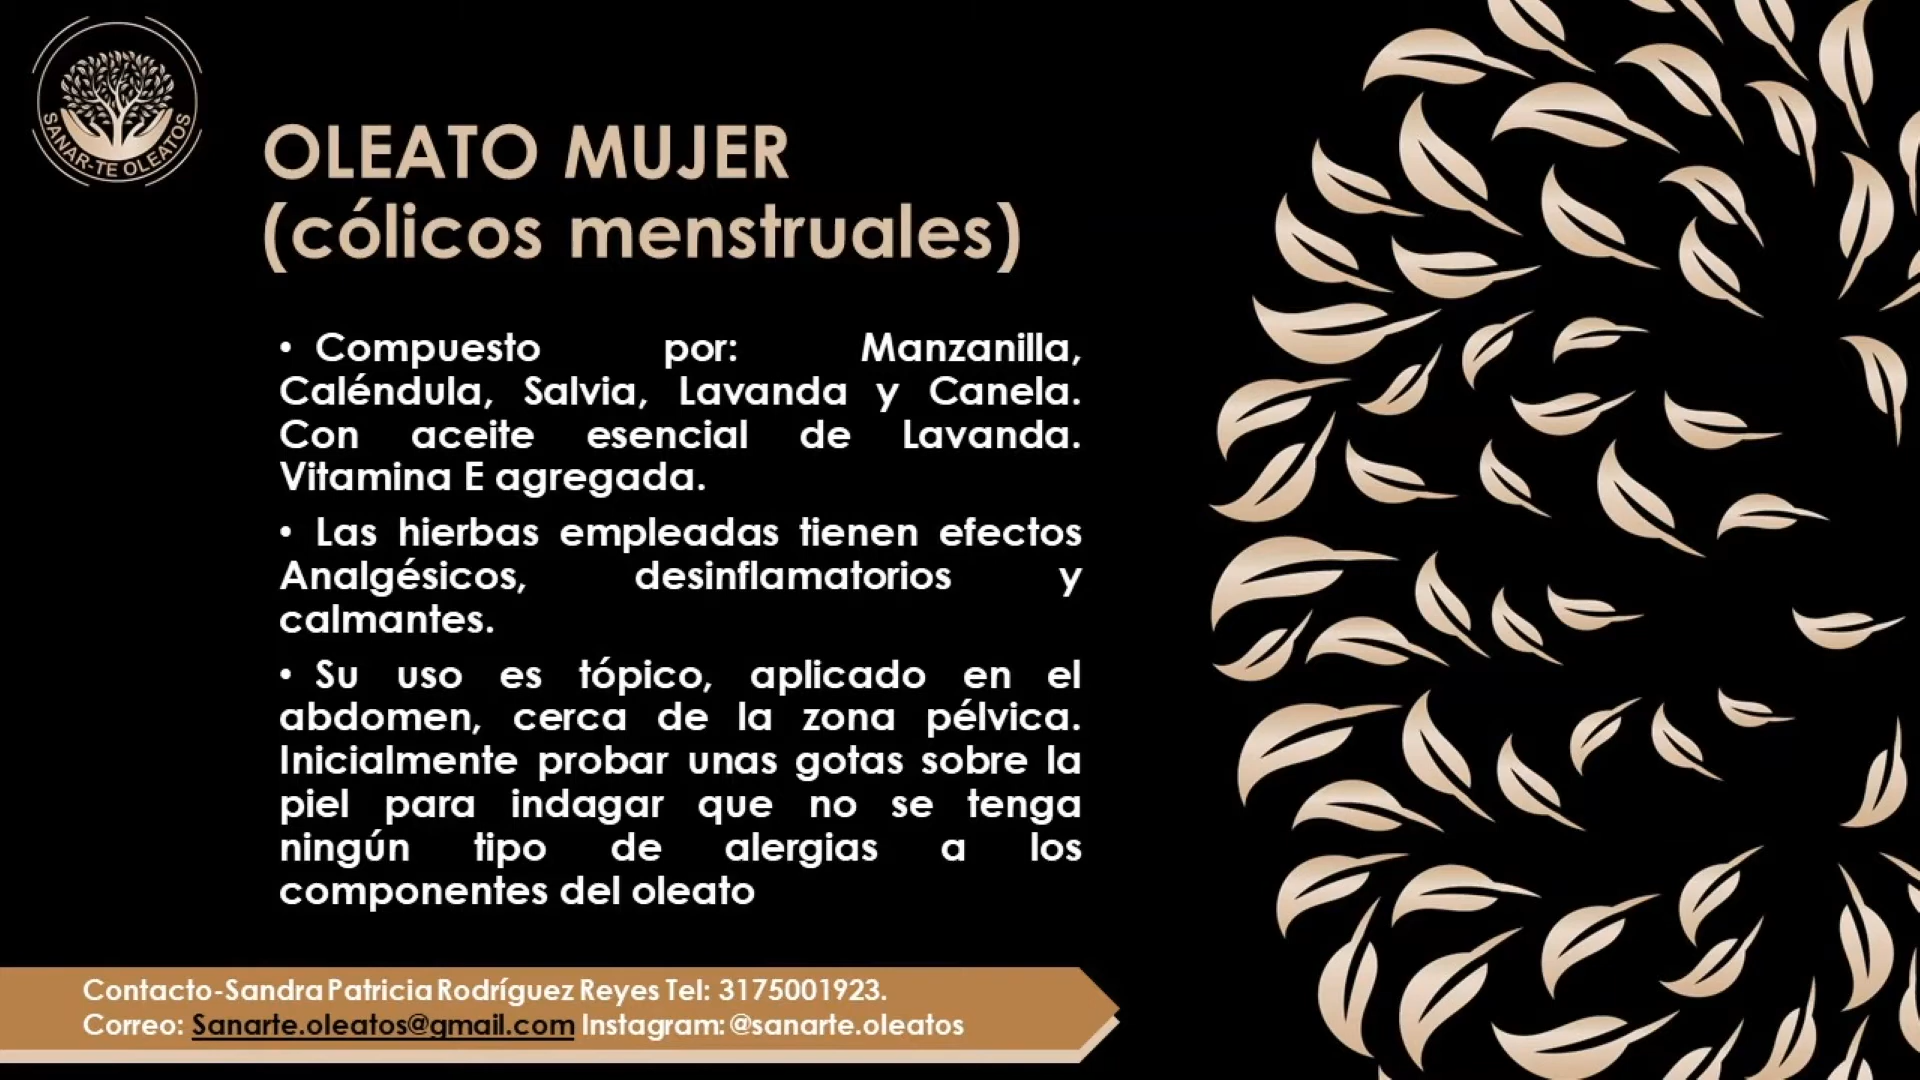 SANAR-TE OLEATOS
OLEATO MUJER
(cólicos menstruales)
• Compuesto por: Manzanilla,
Caléndula, Salvia, Lavanda y Canela.
Con aceite esencial de Lavanda.
Vitamina E agregada.
• Las hierbas empleadas tienen efectos
Analgésicos, desinflamatorios y
calmantes.
• Su uso es tópico, aplicado en el
abdomen, cerca de la zona pélvica.
Inicialmente probar unas gotas sobre la
piel para indagar que no se tenga
ningún tipo de alergias a los
componentes del oleato
Contacto-Sandra Patricia Rodríguez Reyes Tel: 3175001923.
Correo: Sanarte.oleatos@gmail.com Instagram: @sanarte.oleatos